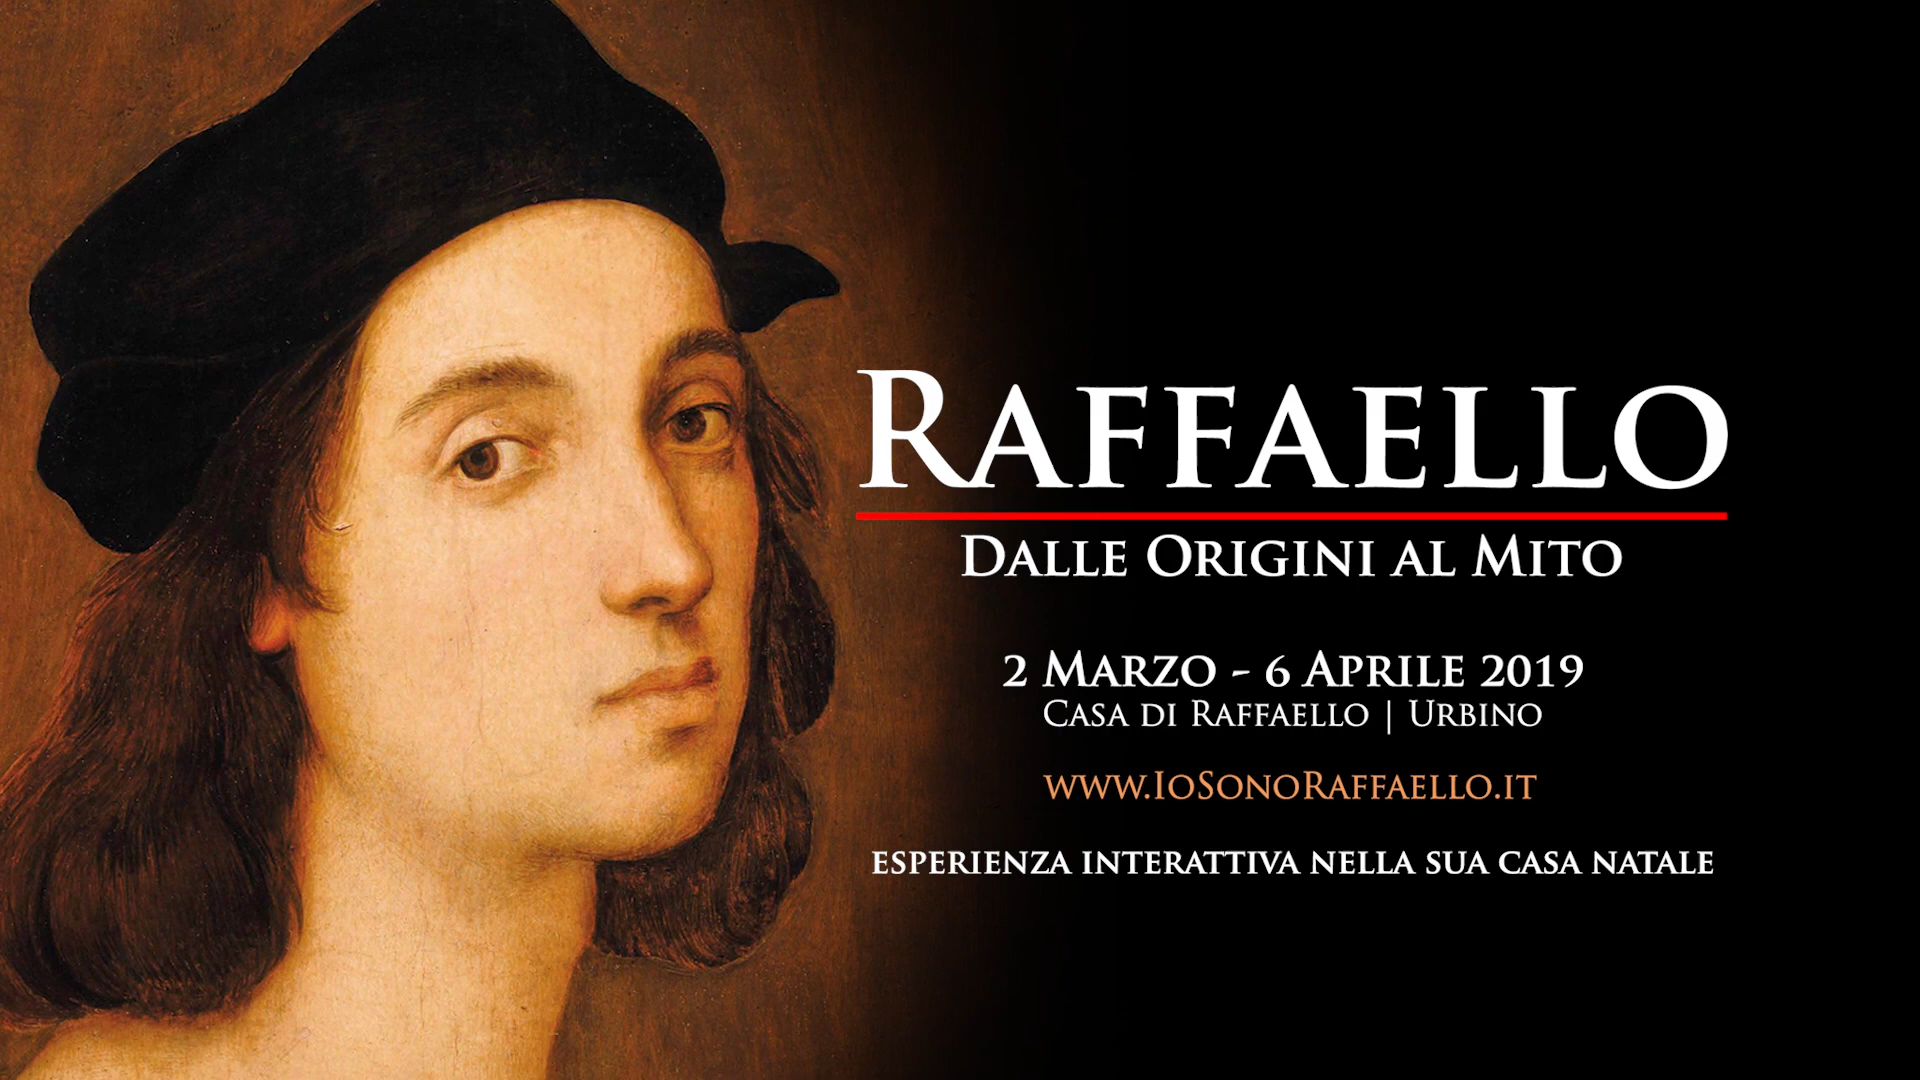 RAFFAELLO
DALLE ORIGINI AL MITO
2 MARZO - 6 APRILE 2019
CASA DI RAFFAELLO | URBINO
WWW.IOSONORAFFAELLO.IT
ESPERIENZA INTERATTIVA NELLA SUA CASA NATALE